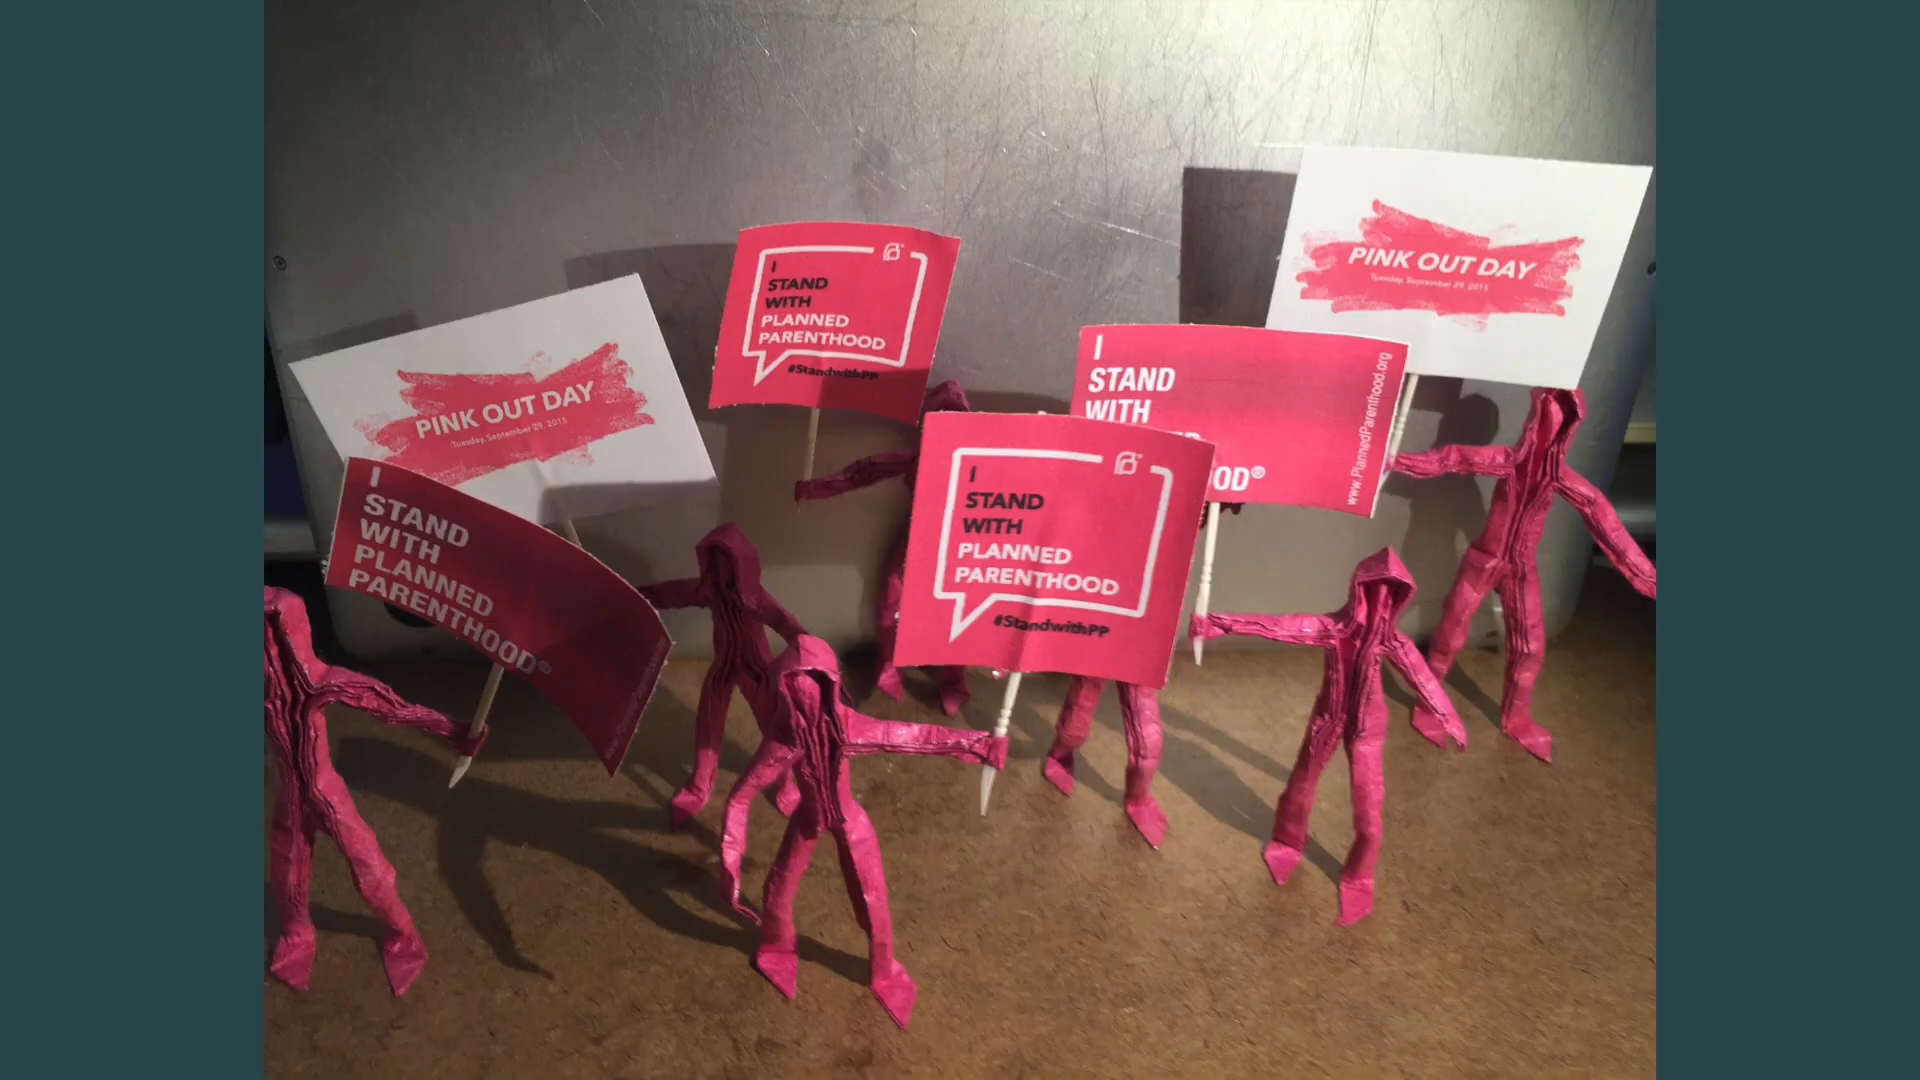 PINK OUT DAY
Tuesday, September 29, 2015
I
STAND
WITH
PLANNED
PARENTHOOD®
I
STAND
WITH
PLANNED
PARENTHOOD
#StandwithPP
I
STAND
WITH
PLANNED
PARENTHOOD
#StandwithPP
I
STAND
WITH
OOD®
www.PlannedParenthood.org
PINK OUT DAY
Tuesday, September 29, 2015